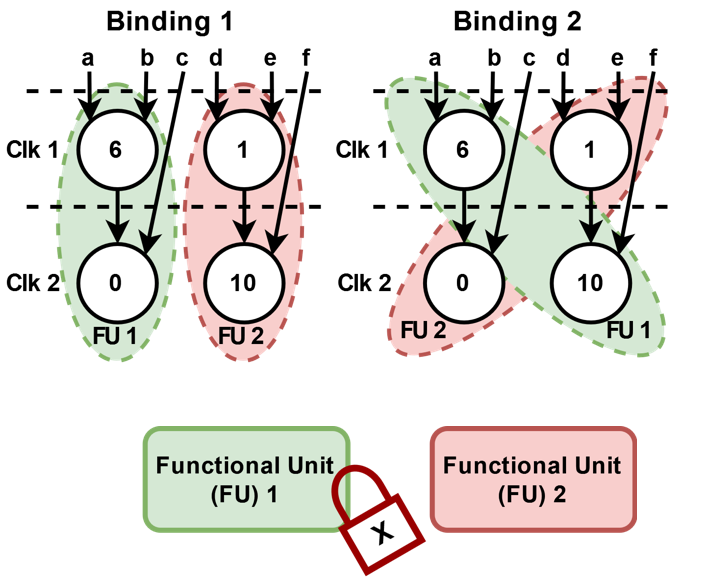 Binding 1
Binding 2
a b c d e f
a b c d e f
Clk 1
6
1
Clk 1
6
1
Clk 2
0
10
Clk 2
0
10
FU 1
FU 2
FU 2
FU 1
Functional Unit
(FU) 1
Functional Unit
(FU) 2
X